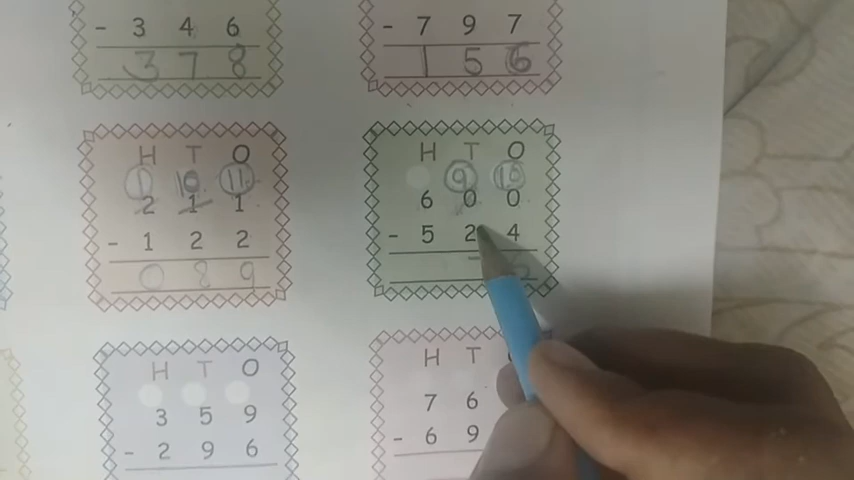 - 3 4 6
3 7 8
- 7 9 7
1 5 6
H T O
1 10 11
2 1 1
- 1 2 2
0 8 9
H T O
9 10
6 0 0
- 5 2 4
H T O
3 5 9
- 2 9 6
H T
7 6
- 6 9